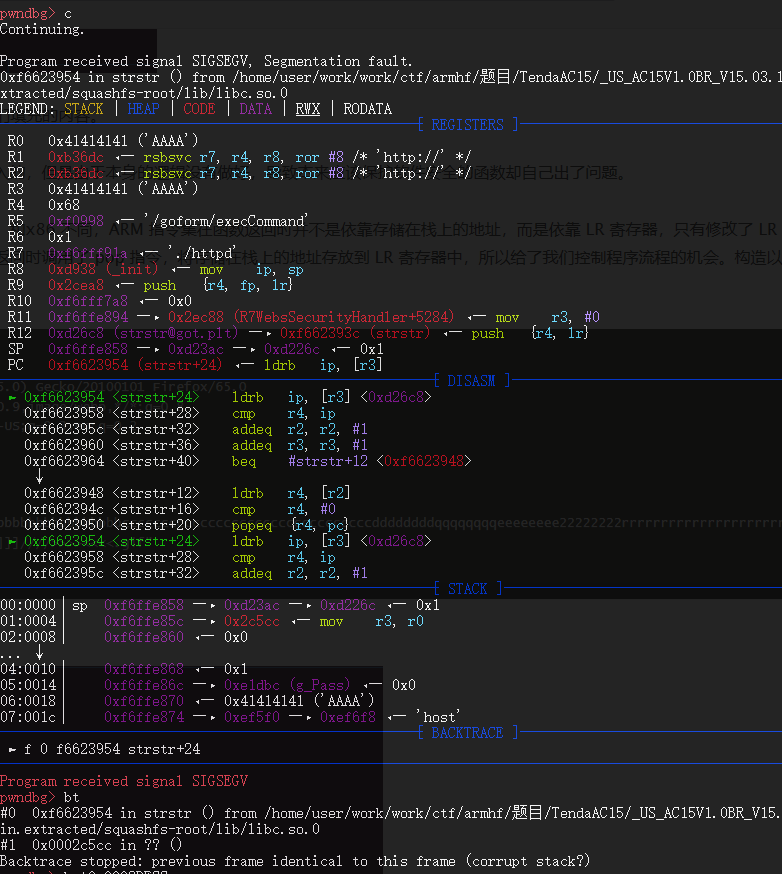 pwndbg> c
Continuing.
Program received signal SIGSEGV, Segmentation fault.
0xf6623954 in strstr () from /home/user/work/work/ctf/armhf/题目/TendaAC15/_US_AC15V1.0BR_V15.03.1
xtracted/squashfs-root/lib/libc.so.0
LEGEND: STACK | HEAP | CODE | DATA | RWX | RODATA
[ REGISTERS ]
R0 0x41414141 ('AAAA')
R1 0xb36dc ◂— rsbsvc r7, r4, r8, ror #8 /* 'http://' */
R2 0xb36dc ◂— rsbsvc r7, r4, r8, ror #8 /* 'http://' */
R3 0x41414141 ('AAAA')
R4 0x68
R5 0xf0998 ◂— '/goform/execCommand'
R6 0x1
R7 0xf6fff91a ◂— './httpd'
R8 0xd938 (_init) ◂— mov ip, sp
R9 0x2cea8 ◂— push {r4, fp, lr}
R10 0xf6fff7a8 ◂— 0x0
R11 0xf6ffe894 —▸ 0x2ec88 (R7WebsSecurityHandler+5284) ◂— mov r3, #0
R12 0xd26c8 (strstr@got.plt) —▸ 0xf662393c (strstr) ◂— push {r4, lr}
SP 0xf6ffe858 —▸ 0xd23ac —▸ 0xd226c ◂— 0x1
PC 0xf6623954 (strstr+24) ◂— ldrb ip, [r3]
[ DISASM ]
► 0xf6623954 <strstr+24> ldrb ip, [r3] <0xd26c8>
0xf6623958 <strstr+28> cmp r4, ip
0xf662395c <strstr+32> addeq r2, r2, #1
0xf6623960 <strstr+36> addeq r3, r3, #1
0xf6623964 <strstr+40> beq #strstr+12 <0xf6623948>
↓
0xf6623948 <strstr+12> ldrb r4, [r2]
0xf662394c <strstr+16> cmp r4, #0
0xf6623950 <strstr+20> popeq {r4, pc}
► 0xf6623954 <strstr+24> ldrb ip, [r3] <0xd26c8>
0xf6623958 <strstr+28> cmp r4, ip
0xf662395c <strstr+32> addeq r2, r2, #1
[ STACK ]
00:0000│ sp 0xf6ffe858 —▸ 0xd23ac —▸ 0xd226c ◂— 0x1
01:0004│ 0xf6ffe85c —▸ 0x2c5cc ◂— mov r3, r0
02:0008│ 0xf6ffe860 ◂— 0x0
... ↓
04:0010│ 0xf6ffe868 ◂— 0x1
05:0014│ 0xf6ffe86c —▸ 0xe1dbc (g_Pass) ◂— 0x0
06:0018│ 0xf6ffe870 ◂— 0x41414141 ('AAAA')
07:001c│ 0xf6ffe874 —▸ 0xef5f0 —▸ 0xef6f8 ◂— 'host'
[ BACKTRACE ]
► f 0 f6623954 strstr+24
Program received signal SIGSEGV
pwndbg> bt
#0 0xf6623954 in strstr () from /home/user/work/work/ctf/armhf/题目/TendaAC15/_US_AC15V1.0BR_V15.
in.extracted/squashfs-root/lib/libc.so.0
#1 0x0002c5cc in ?? ()
Backtrace stopped: previous frame identical to this frame (corrupt stack?)